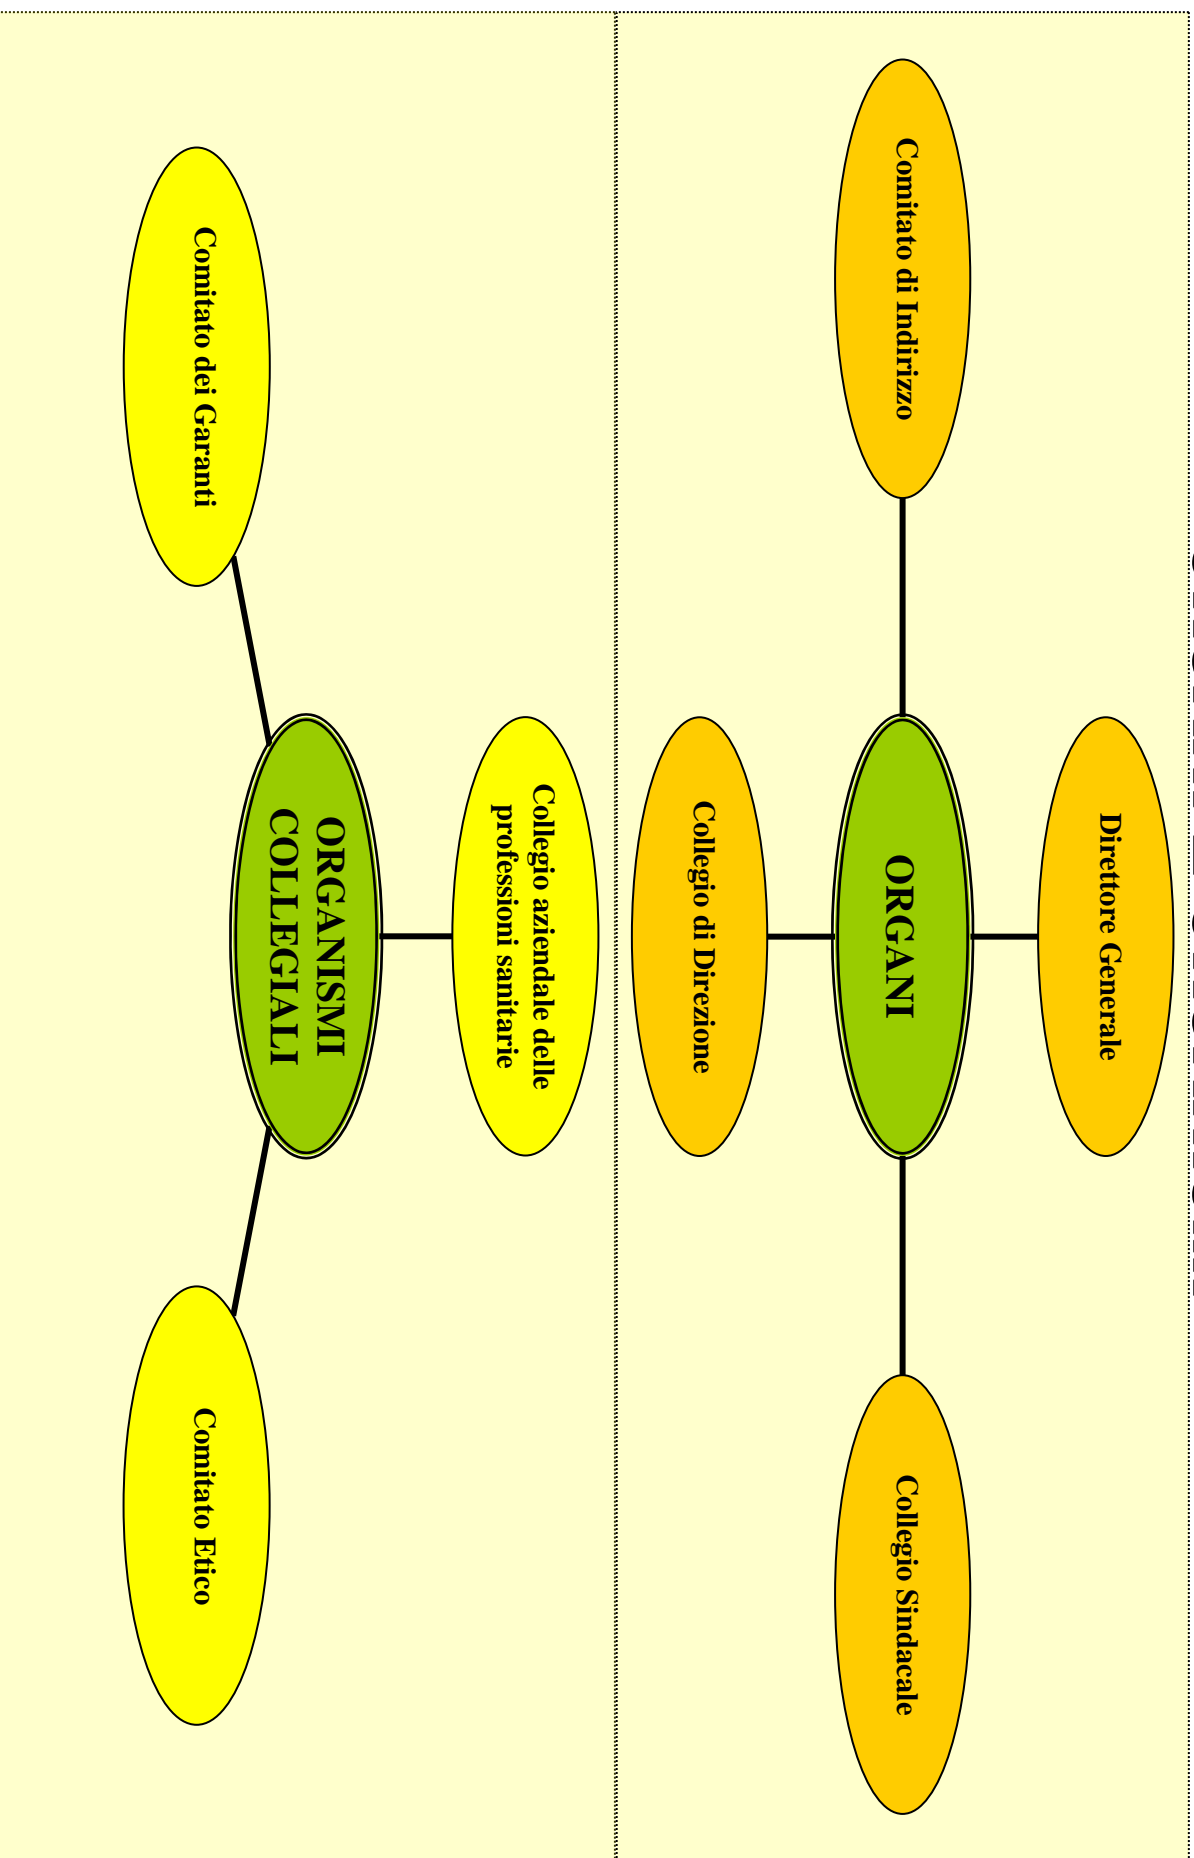 Direttore Generale
Comitato di Indirizzo
ORGANI
Collegio Sindacale
Collegio di Direzione
Collegio aziendale delle
professioni sanitarie
ORGANISMI
COLLEGIALI
Comitato dei Garanti
Comitato Etico